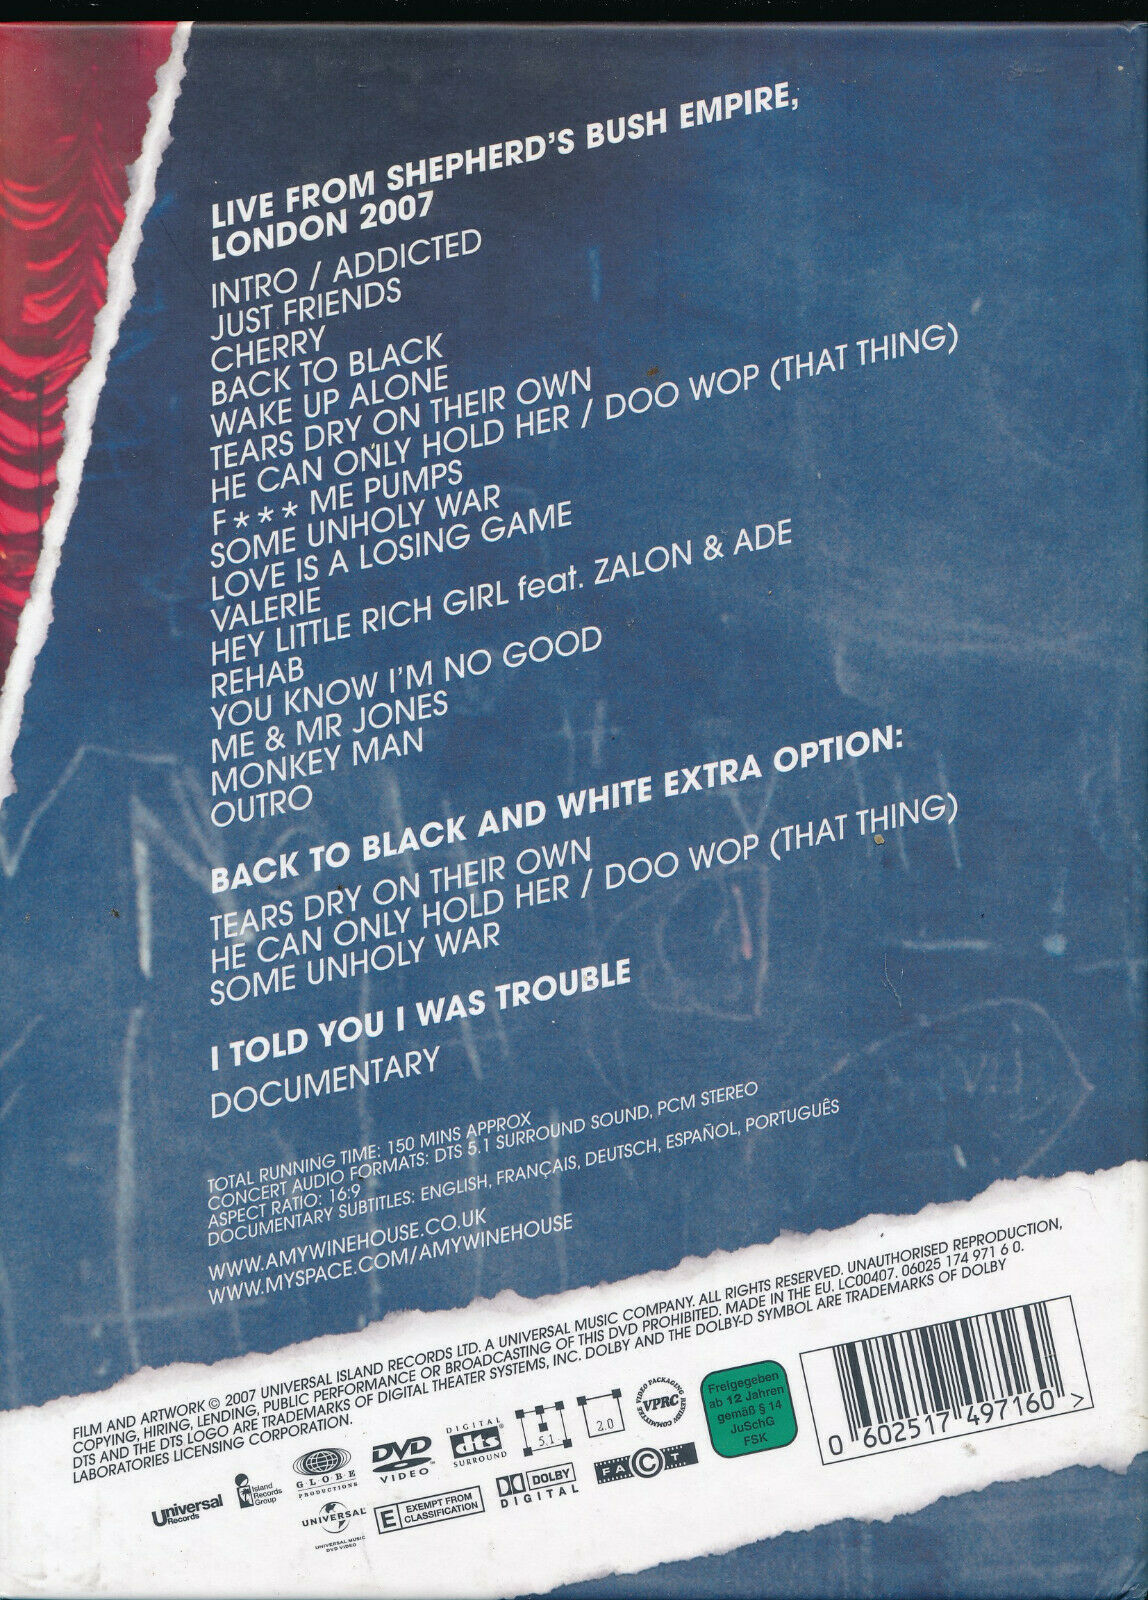 LIVE FROM SHEPHERD'S BUSH EMPIRE,
LONDON 2007
INTRO / ADDICTED
JUST FRIENDS
CHERRY
BACK TO BLACK
WAKE UP ALONE
TEARS DRY ON THEIR OWN
HE CAN ONLY HOLD HER / DOO WOP (THAT THING)
F*** ME PUMPS
SOME UNHOLY WAR
LOVE IS A LOSING GAME
VALERIE
HEY LITTLE RICH GIRL feat. ZALON & ADE
REHAB
YOU KNOW I'M NO GOOD
ME & MR JONES
MONKEY MAN
OUTRO
BACK TO BLACK AND WHITE EXTRA OPTION:
TEARS DRY ON THEIR OWN
HE CAN ONLY HOLD HER / DOO WOP (THAT THING)
SOME UNHOLY WAR
I TOLD YOU I WAS TROUBLE
DOCUMENTARY
TOTAL RUNNING TIME: 150 MINS APPROX
CONCERT AUDIO FORMATS: DTS 5.1 SURROUND SOUND, PCM STEREO
ASPECT RATIO: 16:9
DOCUMENTARY SUBTITLES: ENGLISH, FRANÇAIS, DEUTSCH, ESPAÑOL, PORTUGUÊS
WWW.AMYWINEHOUSE.CO.UK
WWW.MYSPACE.COM/AMYWINEHOUSE
FILM AND ARTWORK © 2007 UNIVERSAL ISLAND RECORDS LTD. A UNIVERSAL MUSIC COMPANY. ALL RIGHTS RESERVED. UNAUTHORISED REPRODUCTION,
COPYING, HIRING, LENDING, PUBLIC PERFORMANCE OR BROADCASTING OF THIS DVD PROHIBITED. MADE IN THE EU. LC00407. 06025 174 971 6 0.
DTS AND THE DTS LOGO ARE TRADEMARKS OF DIGITAL THEATER SYSTEMS, INC. DOLBY AND THE DOLBY-D SYMBOL ARE TRADEMARKS OF DOLBY
LABORATORIES LICENSING CORPORATION.
Universal
Records
Island
Records
Group
GLOBE
PRODUCTIONS
DVD
VIDEO
DIGITAL
dts
SURROUND
5.1
2.0
VIDEO PACKAGING REVIEW COMMITTEE
VPRC
Freigegeben
ab 12 Jahren
gemäß § 14
JuSchG
FSK
0 602517 497160 >
UNIVERSAL
UNIVERSAL MUSIC
DVD VIDEO
E EXEMPT FROM
CLASSIFICATION
DOLBY
DIGITAL
FACT